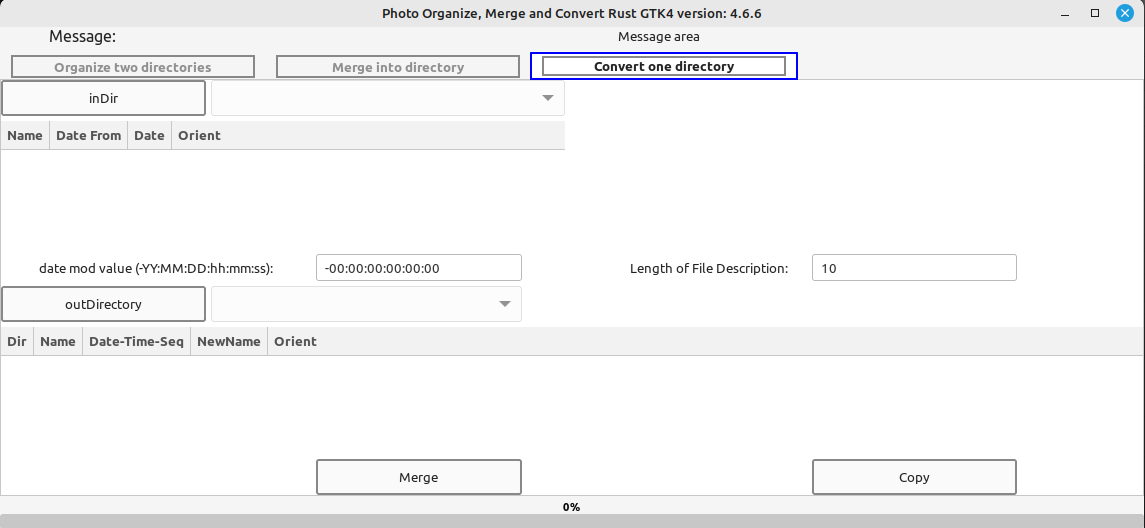 Photo Organize, Merge and Convert Rust GTK4 version: 4.6.6
Message: Message area
Organize two directories Merge into directory Convert one directory
inDir
Name Date From Date Orient
date mod value (-YY:MM:DD:hh:mm:ss): -00:00:00:00:00:00 Length of File Description: 10
outDirectory
Dir Name Date-Time-Seq NewName Orient
Merge Copy
0%